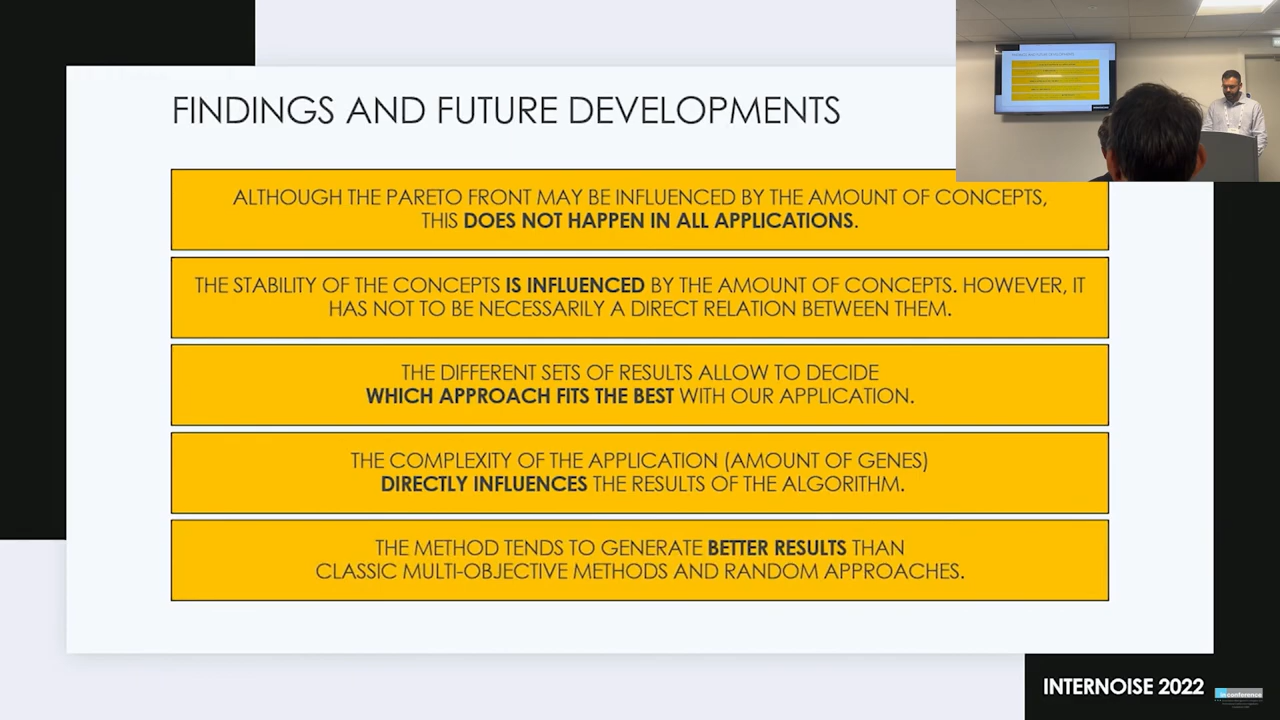 FINDINGS AND FUTURE DEVELOPMENTS
ALTHOUGH THE PARETO FRONT MAY BE INFLUENCED BY THE AMOUNT OF CONCEPTS,
THIS DOES NOT HAPPEN IN ALL APPLICATIONS.
THE STABILITY OF THE CONCEPTS IS INFLUENCED BY THE AMOUNT OF CONCEPTS. HOWEVER, IT
HAS NOT TO BE NECESSARILY A DIRECT RELATION BETWEEN THEM.
THE DIFFERENT SETS OF RESULTS ALLOW TO DECIDE
WHICH APPROACH FITS THE BEST WITH OUR APPLICATION.
THE COMPLEXITY OF THE APPLICATION (AMOUNT OF GENES)
DIRECTLY INFLUENCES THE RESULTS OF THE ALGORITHM.
THE METHOD TENDS TO GENERATE BETTER RESULTS THAN
CLASSIC MULTI-OBJECTIVE METHODS AND RANDOM APPROACHES.
INTERNOISE 2022